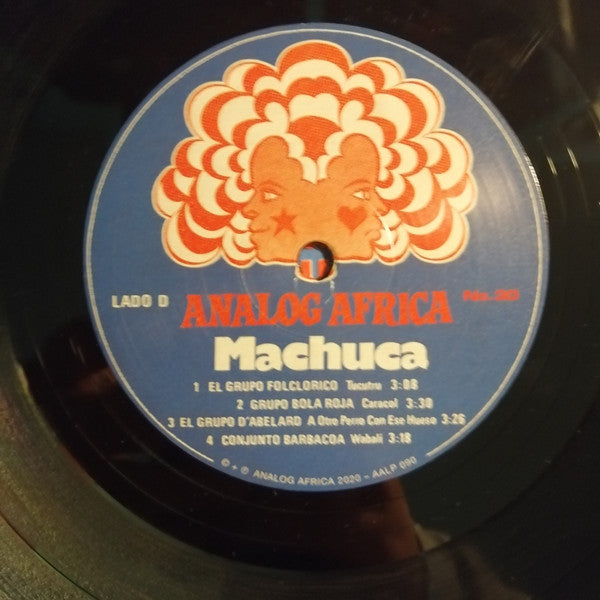 LADO D ANALOG AFRICA
Machuca
1 EL GRUPO FOLCLORICO Tucutru 3:08
2 GRUPO BOLA ROJA Caracol 3:30
3 EL GRUPO D'ABELARD A Otro Perro Con Ese Hueso 3:26
4 CONJUNTO BARBACOA Wabali 3:18
© + ℗ ANALOG AFRICA 2020 – AALP 090